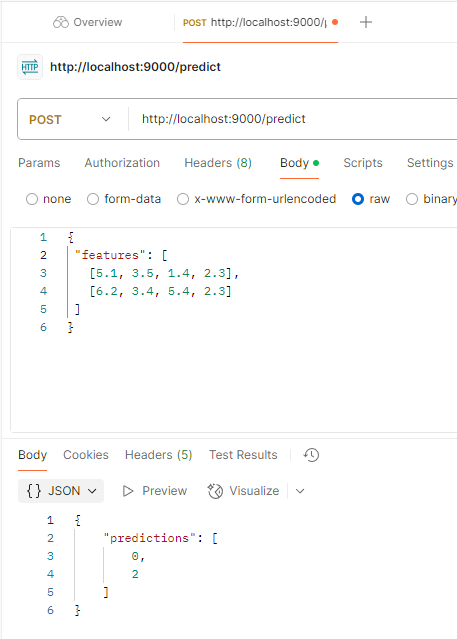 Overview POST http://localhost:9000/p
HTTP http://localhost:9000/predict
POST http://localhost:9000/predict
Params Authorization Headers (8) Body Scripts Settings
none form-data x-www-form-urlencoded raw binary
1 {
2 "features": [
3 [5.1, 3.5, 1.4, 2.3],
4 [6.2, 3.4, 5.4, 2.3]
5 ]
6 }
Body Cookies Headers (5) Test Results
{} JSON Preview Visualize
1 {
2 "predictions": [
3 0,
4 2
5 ]
6 }